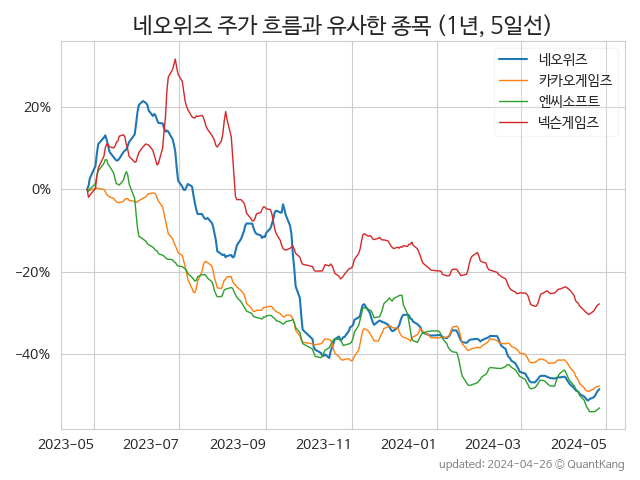 네오위즈 주가 흐름과 유사한 종목 (1년, 5일선)
네오위즈
카카오게임즈
엔씨소프트
넥슨게임즈
20%
0%
−20%
−40%
2023-05 2023-07 2023-09 2023-11 2024-01 2024-03 2024-05
updated: 2024-04-26 © QuantKang